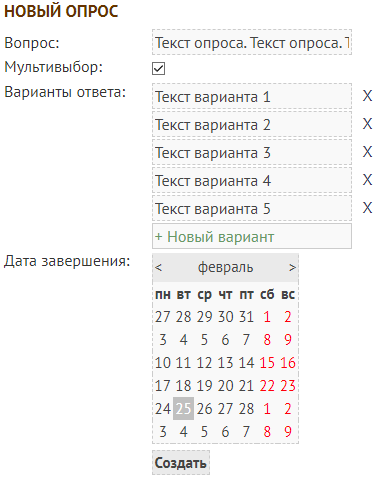 НОВЫЙ ОПРОС
Вопрос: Текст опроса. Текст опроса.
Мультивыбор:
Варианты ответа: Текст варианта 1 X
Текст варианта 2 X
Текст варианта 3 X
Текст варианта 4 X
Текст варианта 5 X
+ Новый вариант
Дата завершения: < февраль >
пн вт ср чт пт сб вс
27 28 29 30 31 1 2
3 4 5 6 7 8 9
10 11 12 13 14 15 16
17 18 19 20 21 22 23
24 25 26 27 28 1 2
3 4 5 6 7 8 9
Создать